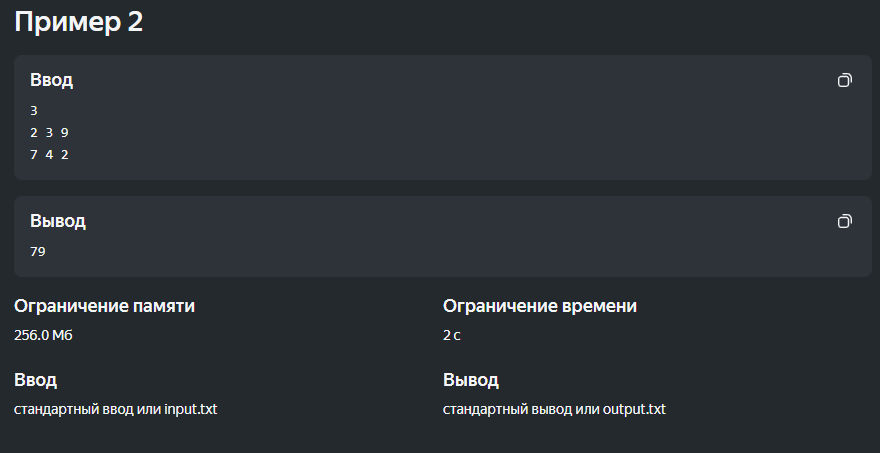 Пример 2
Ввод
3
2 3 9
7 4 2
Вывод
79
Ограничение памяти
256.0 Мб
Ограничение времени
2 с
Ввод
стандартный ввод или input.txt
Вывод
стандартный вывод или output.txt